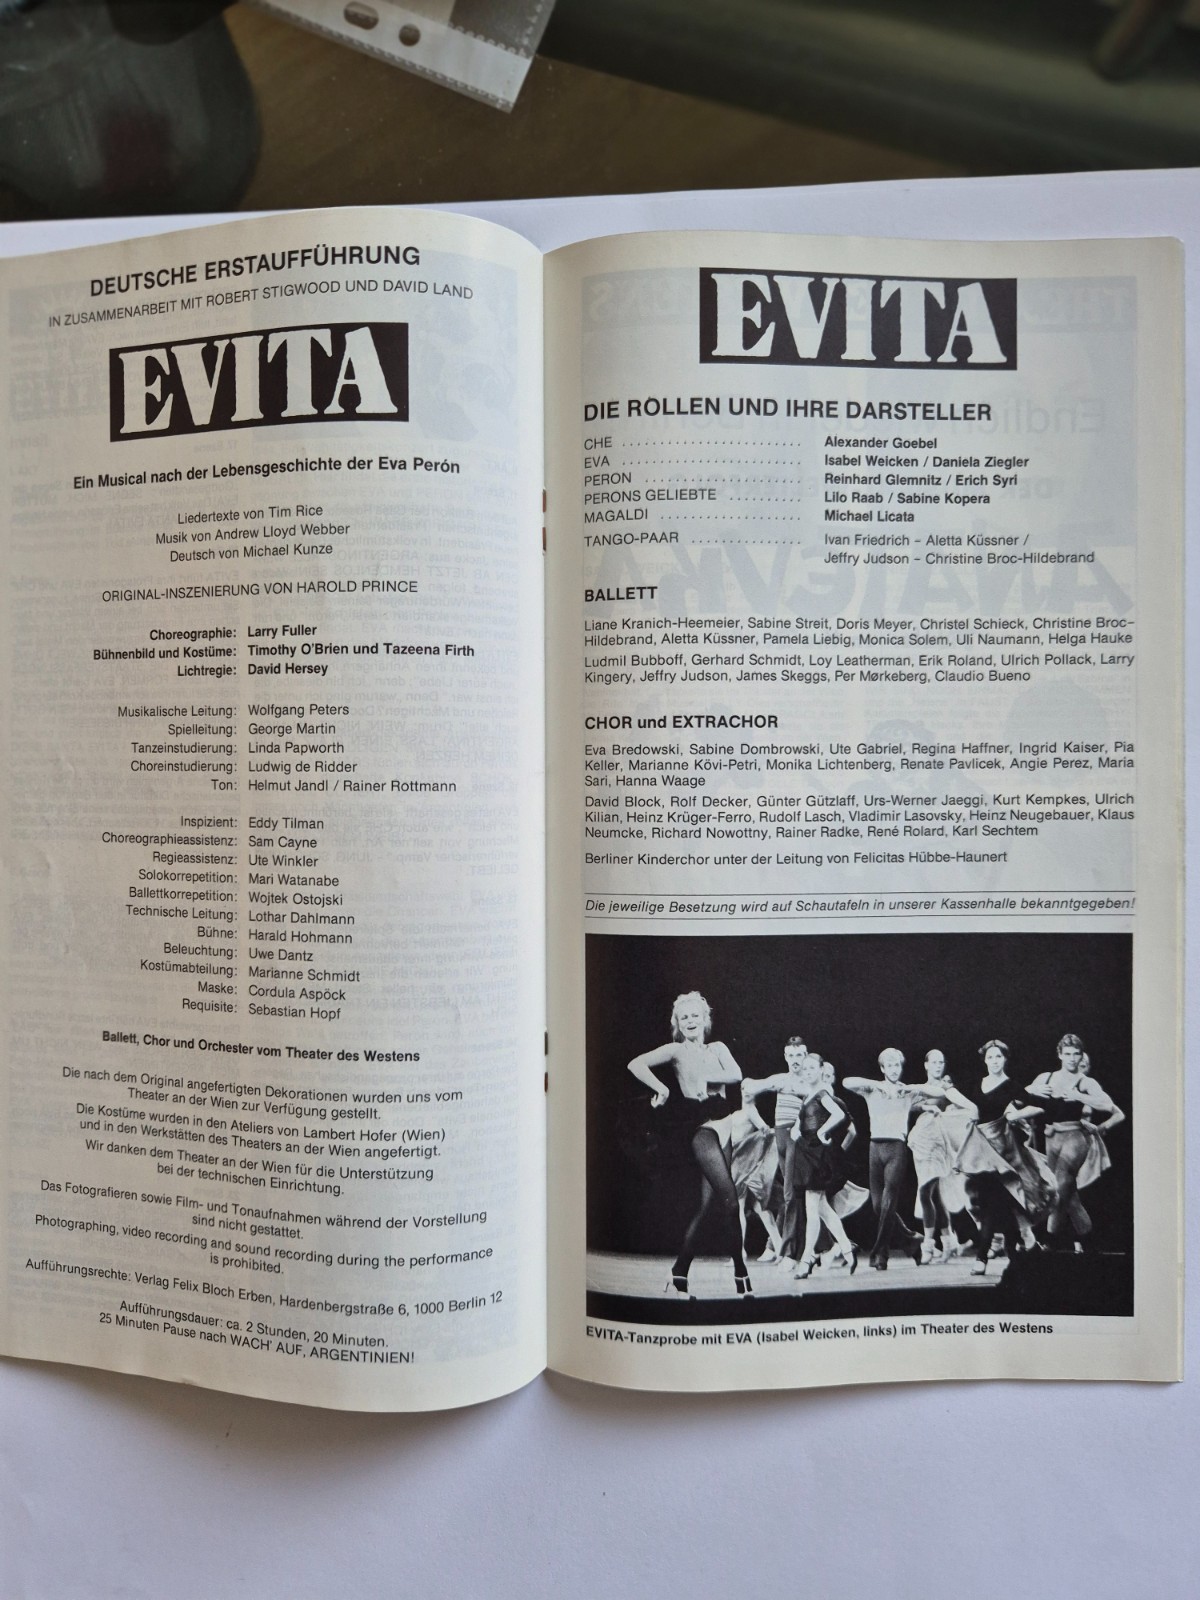 DEUTSCHE ERSTAUFFÜHRUNG
IN ZUSAMMENARBEIT MIT ROBERT STIGWOOD UND DAVID LAND
EVITA
Ein Musical nach der Lebensgeschichte der Eva Perón
Liedertexte von Tim Rice
Musik von Andrew Lloyd Webber
Deutsch von Michael Kunze
ORIGINAL-INSZENIERUNG VON HAROLD PRINCE
Choreographie: Larry Fuller
Bühnenbild und Kostüme: Timothy O'Brien und Tazeena Firth
Lichtregie: David Hersey
Musikalische Leitung: Wolfgang Peters
Spielleitung: George Martin
Tanzeinstudierung: Linda Papworth
Choreinstudierung: Ludwig de Ridder
Ton: Helmut Jandl / Rainer Rottmann
Inspizient: Eddy Tilman
Choreographieassistenz: Sam Cayne
Regieassistenz: Ute Winkler
Solokorrepetition: Mari Watanabe
Ballettkorrepetition: Wojtek Ostojski
Technische Leitung: Lothar Dahlmann
Bühne: Harald Hohmann
Beleuchtung: Uwe Dantz
Kostümabteilung: Marianne Schmidt
Maske: Cordula Aspöck
Requisite: Sebastian Hopf
Ballett, Chor und Orchester vom Theater des Westens
Die nach dem Original angefertigten Dekorationen wurden uns vom
Theater an der Wien zur Verfügung gestellt.
Die Kostüme wurden in den Ateliers von Lambert Hofer (Wien)
und in den Werkstätten des Theaters an der Wien angefertigt.
Wir danken dem Theater an der Wien für die Unterstützung
bei der technischen Einrichtung.
Das Fotografieren sowie Film- und Tonaufnahmen während der Vorstellung
sind nicht gestattet.
Photographing, video recording and sound recording during the performance
is prohibited.
Aufführungsrechte: Verlag Felix Bloch Erben, Hardenbergstraße 6, 1000 Berlin 12
Aufführungsdauer: ca. 2 Stunden, 20 Minuten.
25 Minuten Pause nach WACH' AUF, ARGENTINIEN!
EVITA
DIE ROLLEN UND IHRE DARSTELLER
CHE ....................... Alexander Goebel
EVA ....................... Isabel Weicken / Daniela Ziegler
PERON ...................... Reinhard Glemnitz / Erich Syri
PERONS GELIEBTE .......... Lilo Raab / Sabine Kopera
MAGALDI .................. Michael Licata
TANGO-PAAR .............. Ivan Friedrich – Aletta Küssner /
Jeffry Judson – Christine Broc-Hildebrand
BALLETT
Liane Kranich-Heemeier, Sabine Streit, Doris Meyer, Christel Schieck, Christine Broc-
Hildebrand, Aletta Küssner, Pamela Liebig, Monica Solem, Uli Naumann, Helga Hauke
Ludmil Bubboff, Gerhard Schmidt, Loy Leatherman, Erik Roland, Ulrich Pollack, Larry
Kingery, Jeffry Judson, James Skeggs, Per Mørkeberg, Claudio Bueno
CHOR und EXTRACHOR
Eva Bredowski, Sabine Dombrowski, Ute Gabriel, Regina Haffner, Ingrid Kaiser, Pia
Keller, Marianne Kövi-Petri, Monika Lichtenberg, Renate Pavlicek, Angie Perez, Maria
Sari, Hanna Waage
David Block, Rolf Decker, Günter Gützlaff, Urs-Werner Jaeggi, Kurt Kempkes, Ulrich
Kilian, Heinz Krüger-Ferro, Rudolf Lasch, Vladimir Lasovsky, Heinz Neugebauer, Klaus
Neumcke, Richard Nowottny, Rainer Radke, René Rolard, Karl Sechtem
Berliner Kinderchor unter der Leitung von Felicitas Hübbe-Haunert
Die jeweilige Besetzung wird auf Schautafeln in unserer Kassenhalle bekanntgegeben!
EVITA-Tanzprobe mit EVA (Isabel Weicken, links) im Theater des Westens